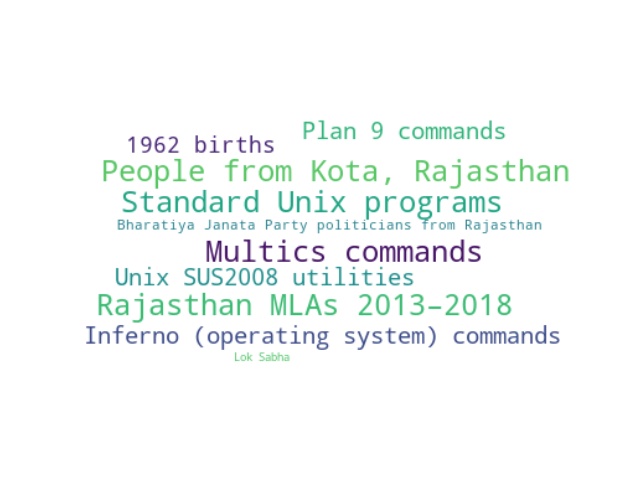 Plan 9 commands
1962 births
People from Kota, Rajasthan
Standard Unix programs
Bharatiya Janata Party politicians from Rajasthan
Multics commands
Unix SUS2008 utilities
Rajasthan MLAs 2013–2018
Inferno (operating system) commands
Lok Sabha